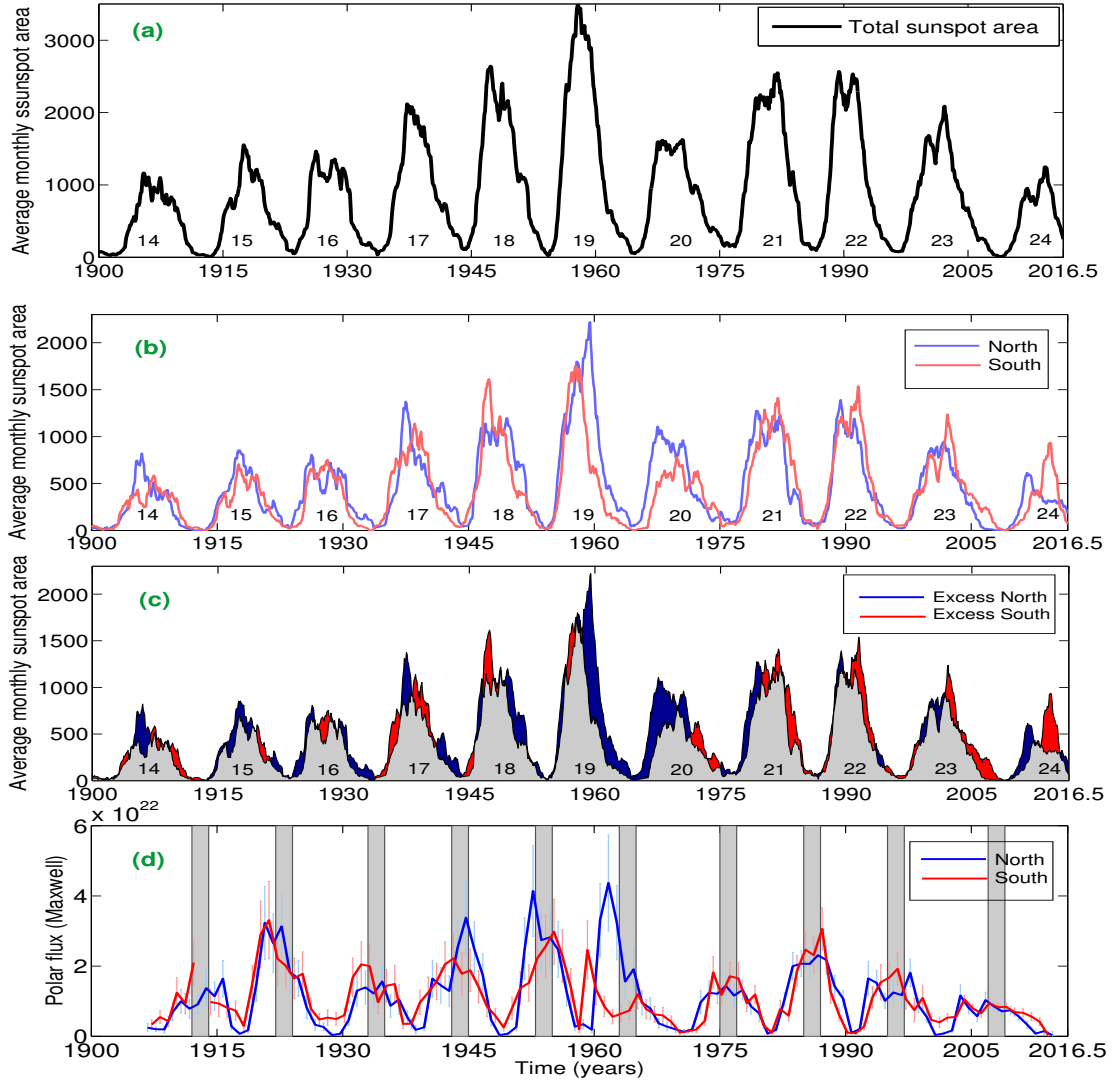 (a)
Total sunspot area
Average monthly ssunspot area
3000
2000
1000
0
14 15 16 17 18 19 20 21 22 23 24
1900 1915 1930 1945 1960 1975 1990 2005 2016.5
(b)
North
South
Average monthly sunspot area
2000
1500
1000
500
0
14 15 16 17 18 19 20 21 22 23 24
1900 1915 1930 1945 1960 1975 1990 2005 2016.5
(c)
Excess North
Excess South
Average monthly sunspot area
2000
1500
1000
500
0
14 15 16 17 18 19 20 21 22 23 24
1900 1915 1930 1945 1960 1975 1990 2005 2016.5
6 x 10^22
(d)
North
South
Polar flux (Maxwell)
4
2
0
1900 1915 1930 1945 1960 1975 1990 2005 2016.5
Time (years)